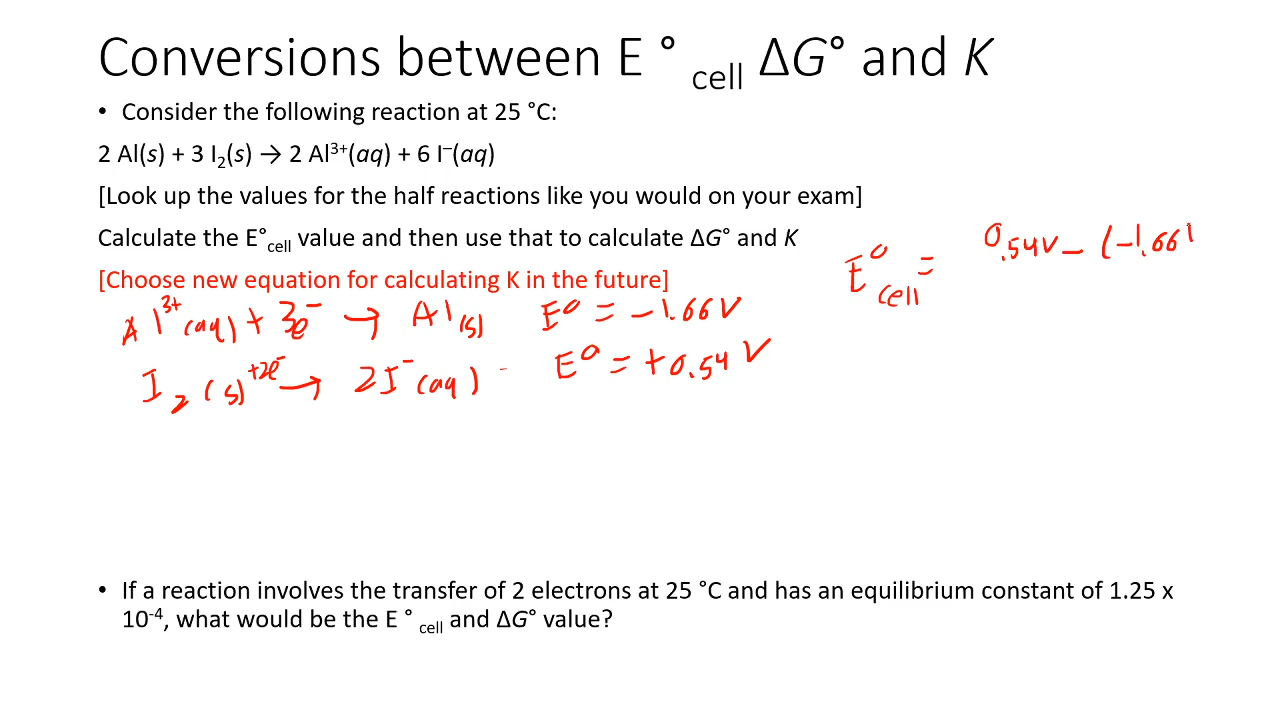 Conversions between E °cell ΔG° and K
• Consider the following reaction at 25 °C:
2 Al(s) + 3 I₂(s) → 2 Al³⁺(aq) + 6 I⁻(aq)
[Look up the values for the half reactions like you would on your exam]
Calculate the E°cell value and then use that to calculate ΔG° and K
[Choose new equation for calculating K in the future]
E°cell = 0.54V – (-1.66
Al³⁺(aq) + 3e⁻ → Al(s) E° = -1.66V
I₂(s) +2e⁻ → 2I⁻(aq) E° = +0.54 V
• If a reaction involves the transfer of 2 electrons at 25 °C and has an equilibrium constant of 1.25 x
10⁻⁴, what would be the E °cell and ΔG° value?